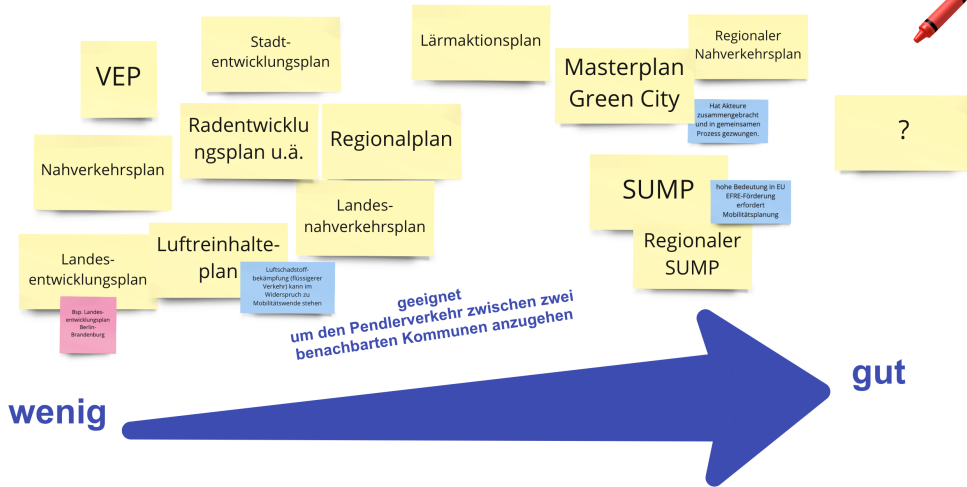 VEP
Stadt-
entwicklungsplan
Lärmaktionsplan
Masterplan
Green City
Regionaler
Nahverkehrsplan
Hat Akteure
zusammengebracht
und in gemeinsamen
Prozess gezwungen.
?
Radentwicklu
ngsplan u.ä.
Regionalplan
Nahverkehrsplan
SUMP
hohe Bedeutung in EU
EFRE-Förderung
erfordert
Mobilitätsplanung
Landes-
nahverkehrsplan
Regionaler
SUMP
Landes-
entwicklungsplan
Luftreinhalte-
plan
Luftschadstoff-
bekämpfung (flüssigerer
Verkehr) kann im
Widerspruch zu
Mobilitätswende stehen
Bsp. Landes-
entwicklungsplan
Berlin-
Brandenburg
geeignet
um den Pendlerverkehr zwischen zwei
benachbarten Kommunen anzugehen
wenig
gut